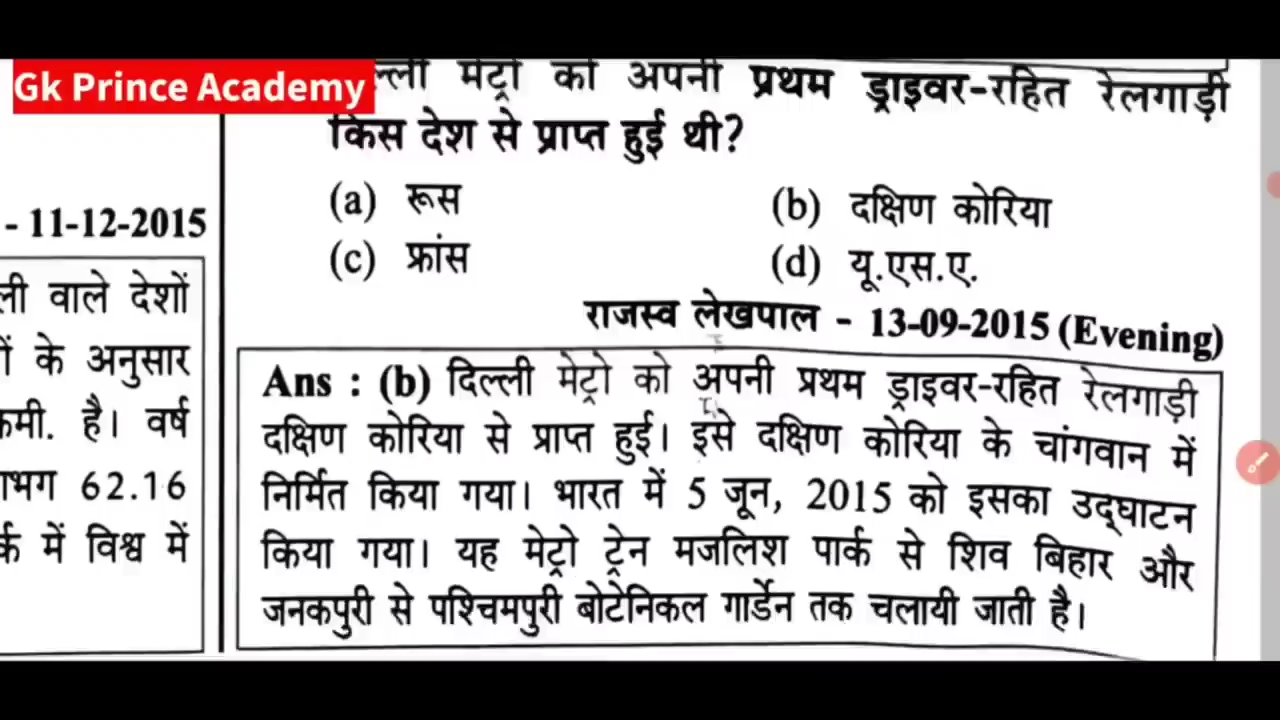 Gk Prince Academy
मेट्रो को अपनी प्रथम ड्राइवर-रहित रेलगाड़ी
किस देश से प्राप्त हुई थी?
(a) रूस
(b) दक्षिण कोरिया
(c) फ्रांस
(d) यू.एस.ए.
राजस्व लेखपाल - 13-09-2015 (Evening)
Ans : (b) दिल्ली मेट्रो को अपनी प्रथम ड्राइवर-रहित रेलगाड़ी
दक्षिण कोरिया से प्राप्त हुई। इसे दक्षिण कोरिया के चांगवान में
निर्मित किया गया। भारत में 5 जून, 2015 को इसका उद्घाटन
किया गया। यह मेट्रो ट्रेन मजलिश पार्क से शिव बिहार और
जनकपुरी से पश्चिमपुरी बोटेनिकल गार्डेन तक चलायी जाती है।
- 11-12-2015
वाले देशों
के अनुसार
है। वर्ष
62.16
में विश्व में